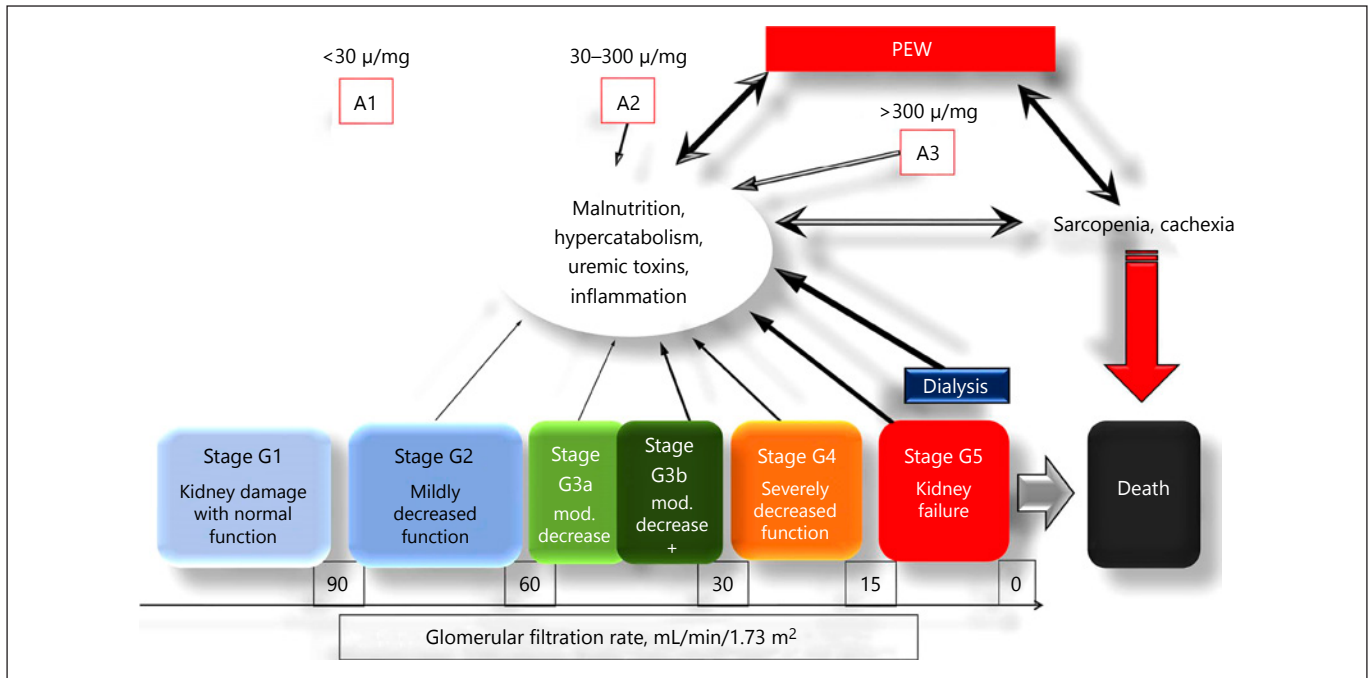 PEW
<30 µ/mg
30–300 µ/mg
A1
A2
>300 µ/mg
A3
Malnutrition,
hypercatabolism,
uremic toxins,
inflammation
Sarcopenia, cachexia
Dialysis
Stage G1
Kidney damage
with normal
function
Stage G2
Mildly
decreased
function
Stage
G3a
mod.
decrease
Stage
G3b
mod.
decrease
+
Stage G4
Severely
decreased
function
Stage G5
Kidney
failure
Death
90
60
30
15
0
Glomerular filtration rate, mL/min/1.73 m²